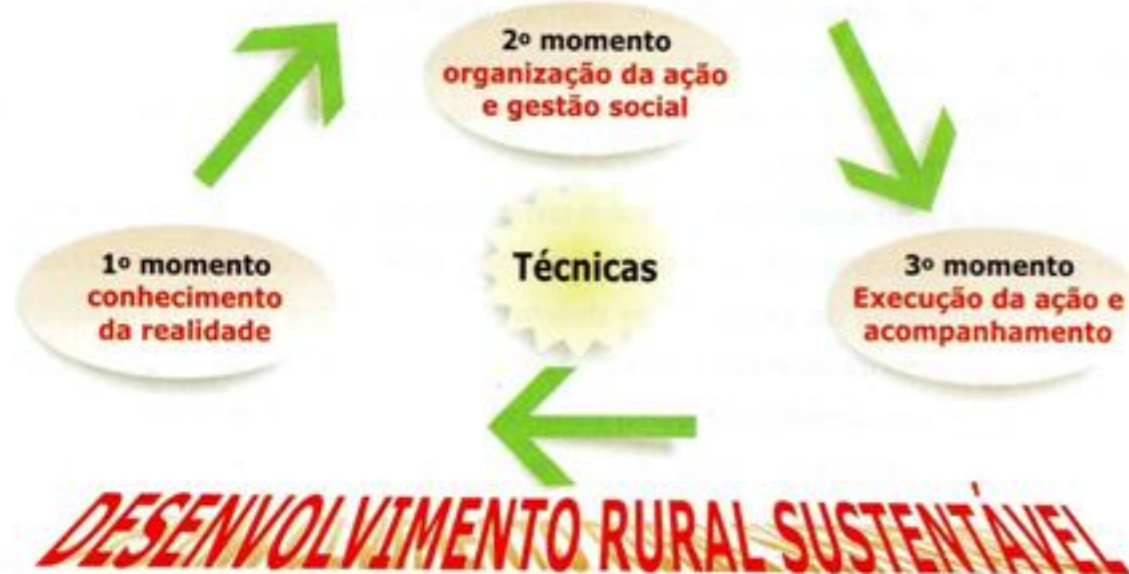 2º momento
organização da ação
e gestão social
1º momento
conhecimento
da realidade
Técnicas
3º momento
Execução da ação e
acompanhamento
DESENVOLVIMENTO RURAL SUSTENTÁVEL